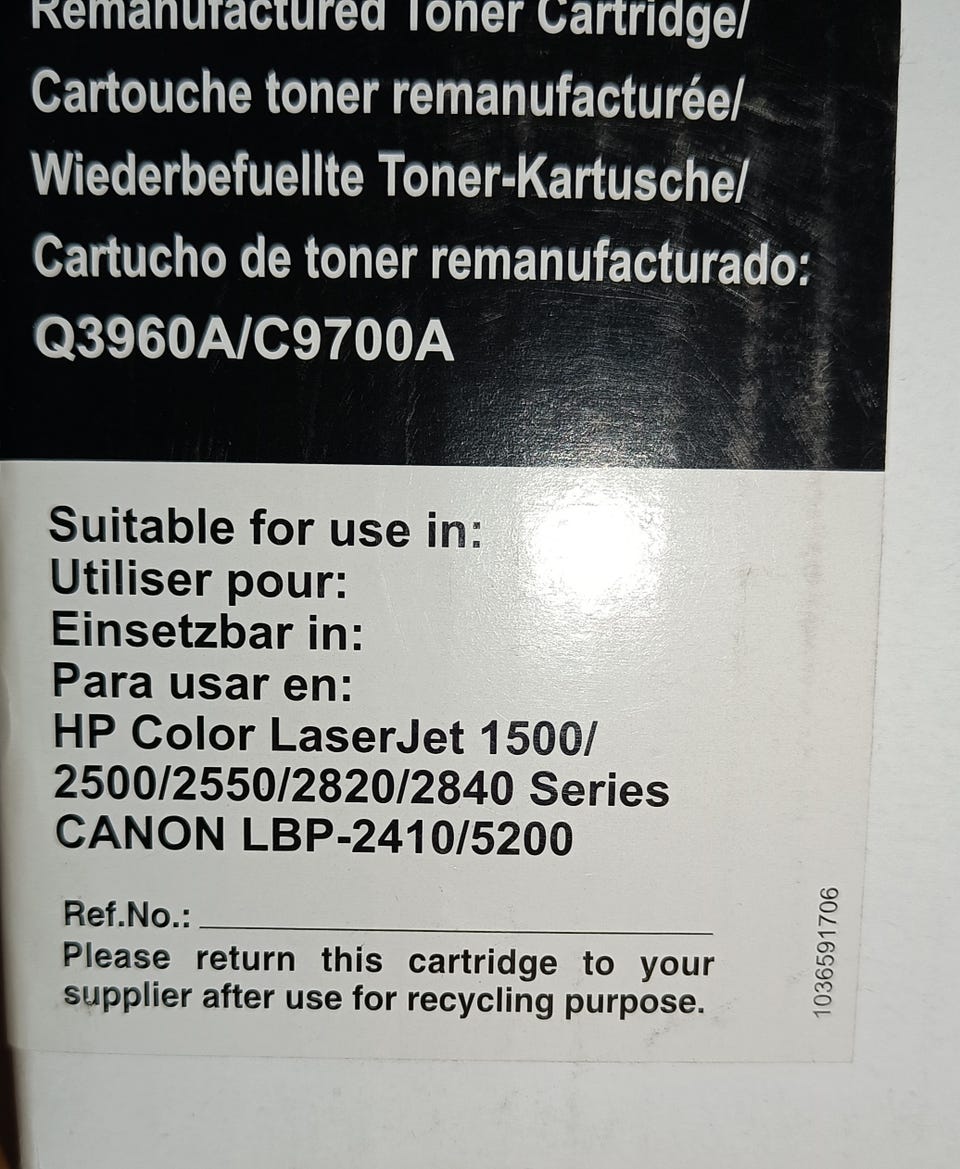 Remanufactured Toner Cartridge/
Cartouche toner remanufacturée/
Wiederbefuellte Toner-Kartusche/
Cartucho de toner remanufacturado:
Q3960A/C9700A
Suitable for use in:
Utiliser pour:
Einsetzbar in:
Para usar en:
HP Color LaserJet 1500/
2500/2550/2820/2840 Series
CANON LBP-2410/5200
Ref.No.:
Please return this cartridge to your
supplier after use for recycling purpose.
1036591706